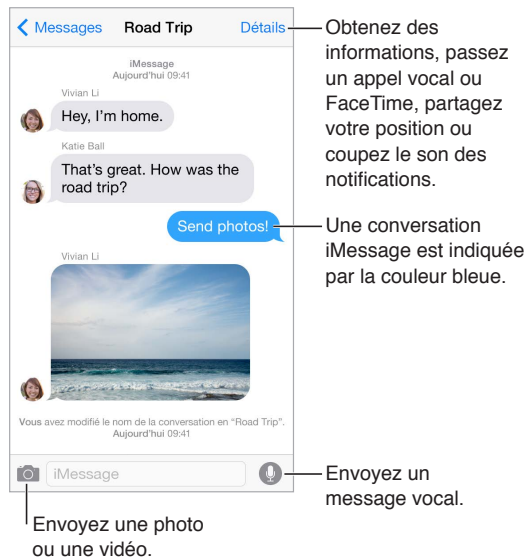 Messages Road Trip Détails
iMessage
Aujourd'hui 09:41
Vivian Li
Hey, I'm home.
Katie Ball
That's great. How was the
road trip?
Send photos!
Vivian Li
Vous avez modifié le nom de la conversation en “Road Trip”.
Aujourd'hui 09:41
iMessage
Obtenez des
informations, passez
un appel vocal ou
FaceTime, partagez
votre position ou
coupez le son des
notifications.
Une conversation
iMessage est indiquée
par la couleur bleue.
Envoyez un
message vocal.
Envoyez une photo
ou une vidéo.